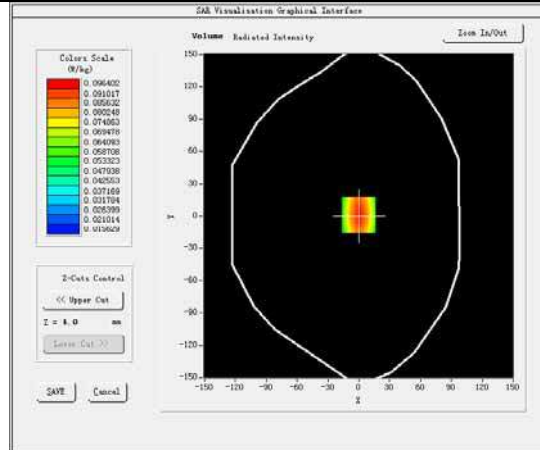 SAR Visualisation Graphical Interface
Volume Radiated Intensity
Zoom In/Out
Colors Scale
(W/kg)
0.096402
0.091017
0.085632
0.080248
0.074863
0.069478
0.064093
0.058708
0.053323
0.047938
0.042553
0.037169
0.031784
0.026399
0.021014
0.015629
150
120
90
60
30
0
-30
-60
-90
-120
-150
Y
-150 -120 -90 -60 -30 0 30 60 90 120 150
X
Z-Cuts Control
<< Upper Cut
Z = 4.0 mm
Lower Cut >>
SAVE Cancel